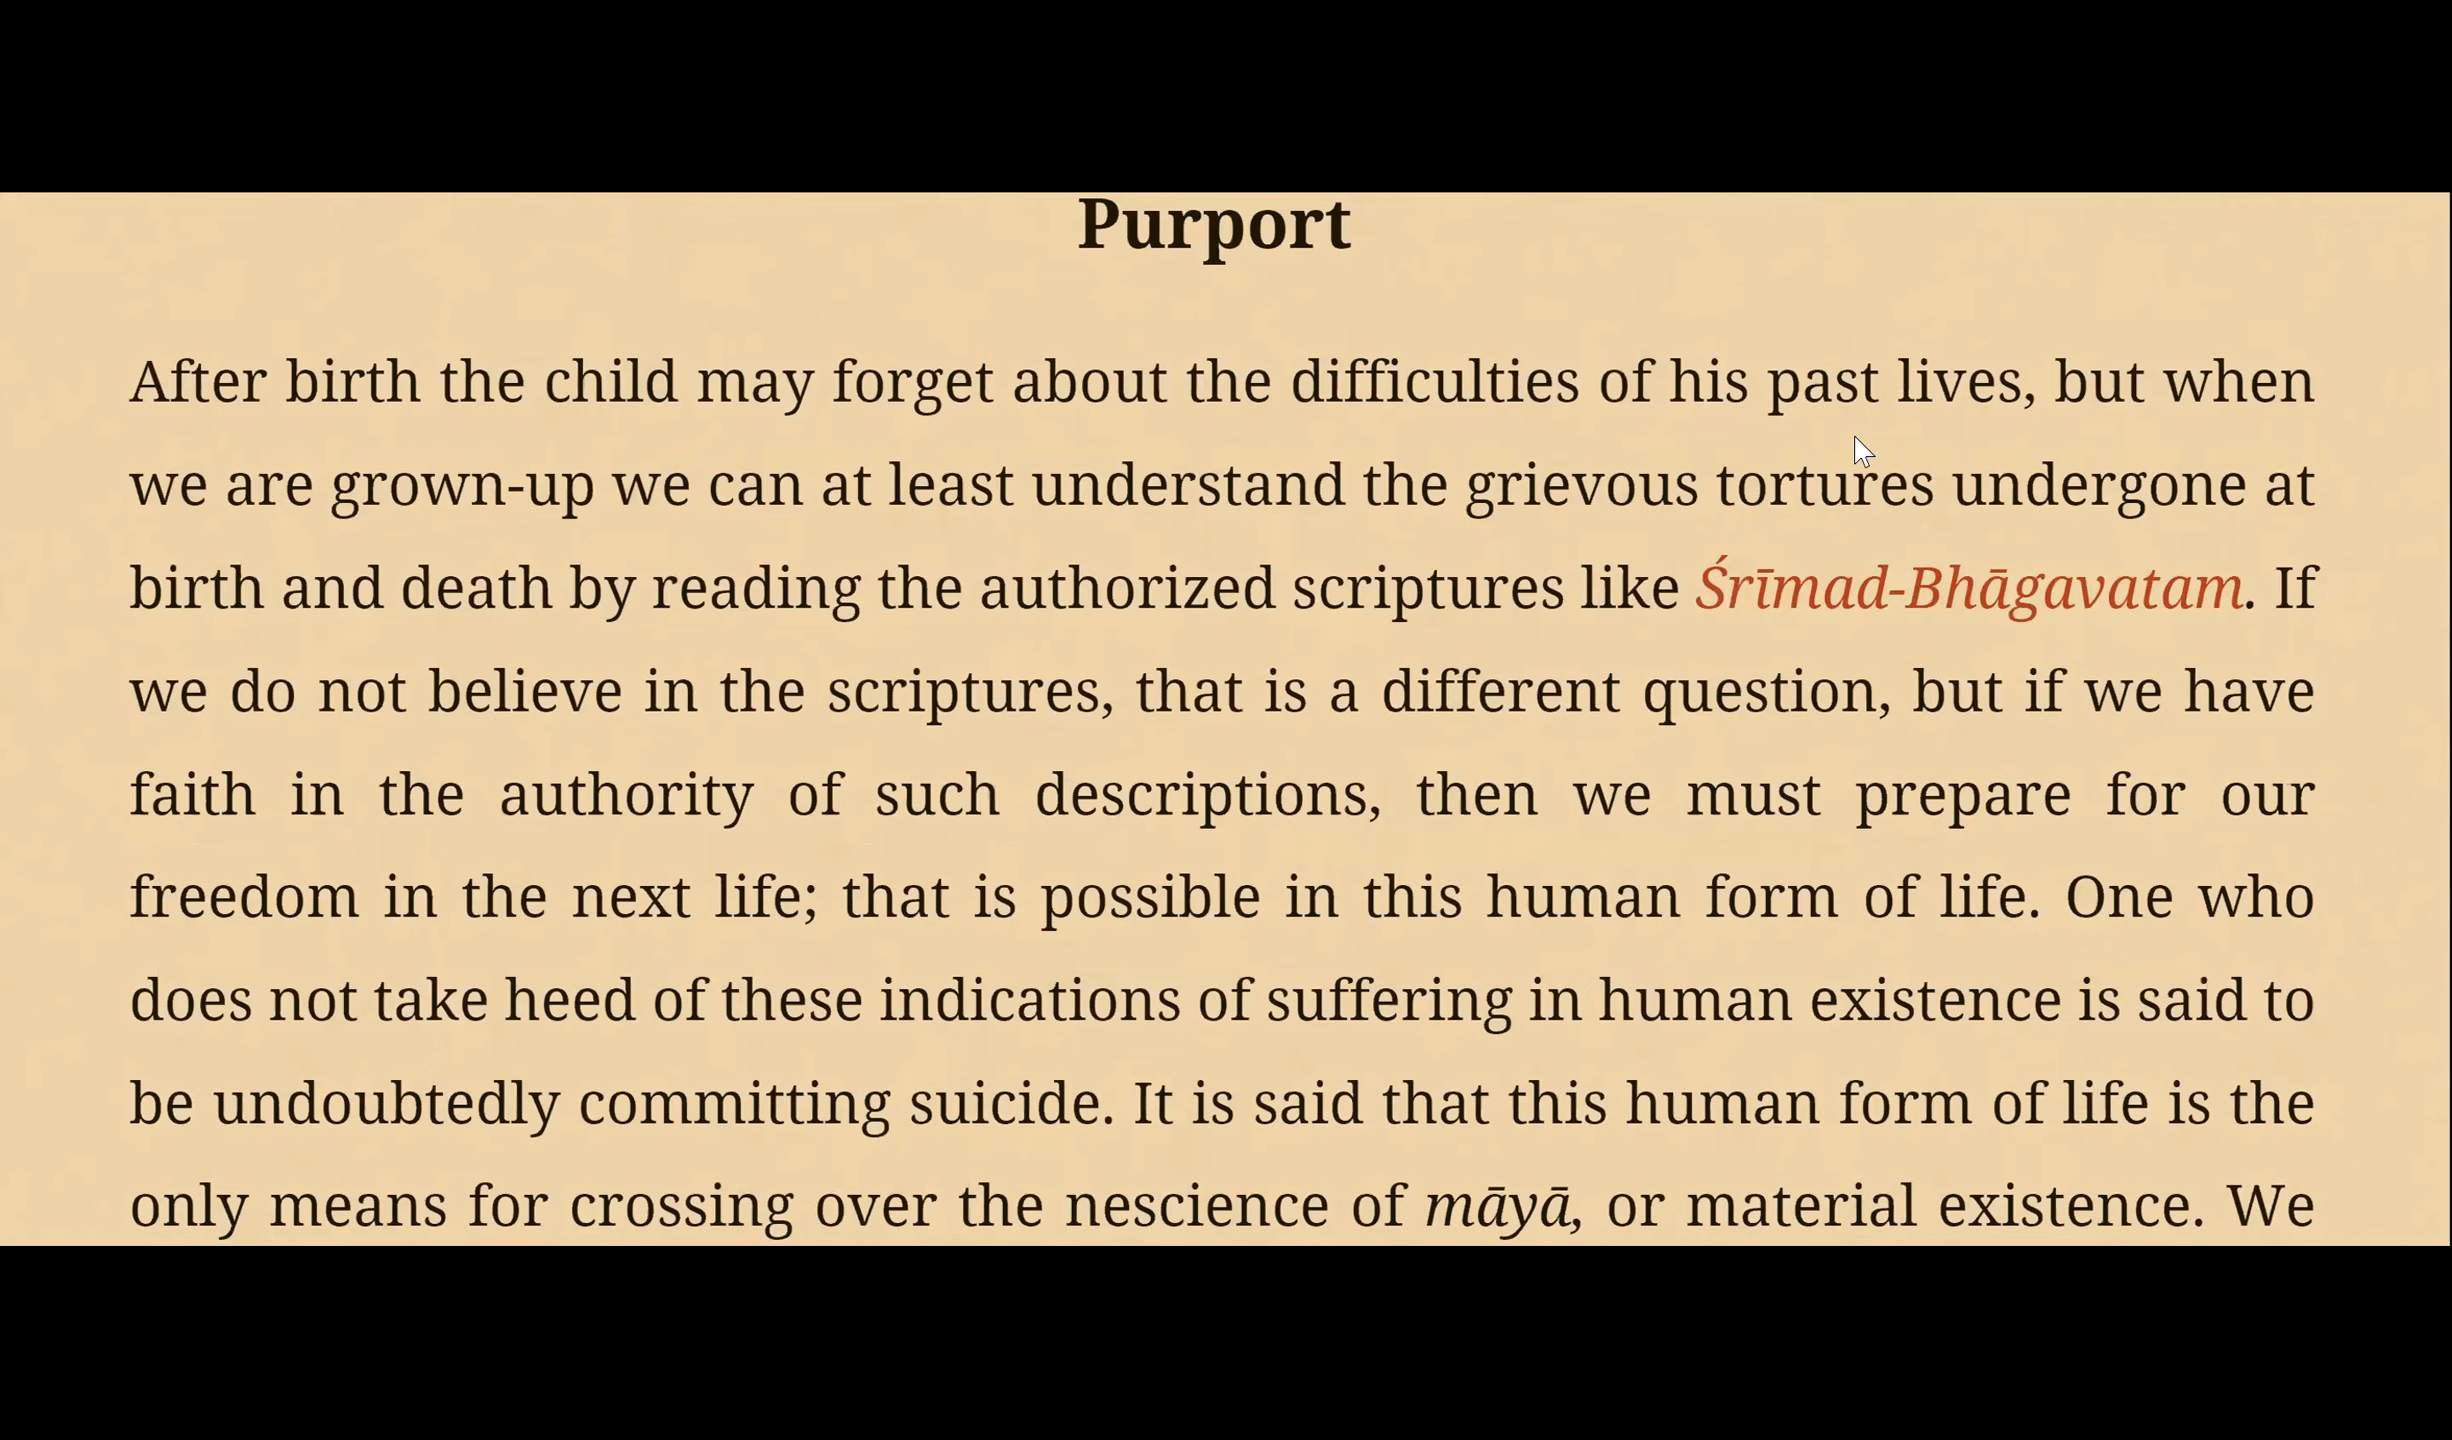 Purport
After birth the child may forget about the difficulties of his past lives, but when
we are grown-up we can at least understand the grievous tortures undergone at
birth and death by reading the authorized scriptures like Śrīmad-Bhāgavatam. If
we do not believe in the scriptures, that is a different question, but if we have
faith in the authority of such descriptions, then we must prepare for our
freedom in the next life; that is possible in this human form of life. One who
does not take heed of these indications of suffering in human existence is said to
be undoubtedly committing suicide. It is said that this human form of life is the
only means for crossing over the nescience of māyā, or material existence. We